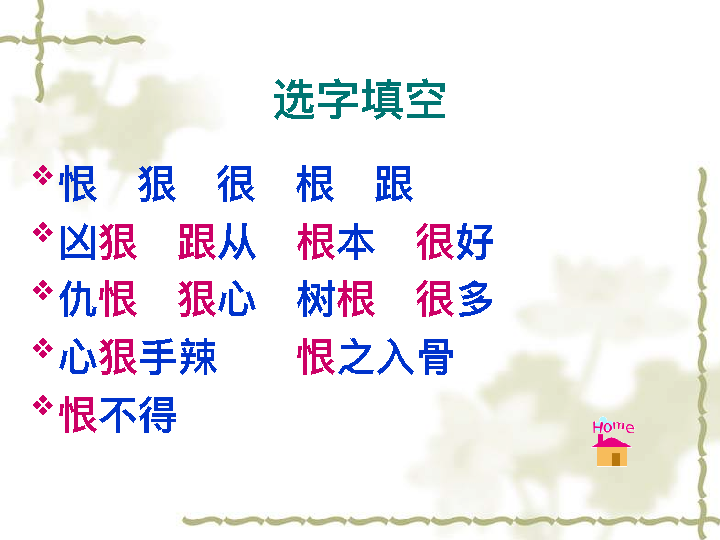 选字填空
恨 狠 很 根 跟
凶狠 跟从 根本 很好
仇恨 狠心 树根 很多
心狠手辣 恨之入骨
恨不得
Home